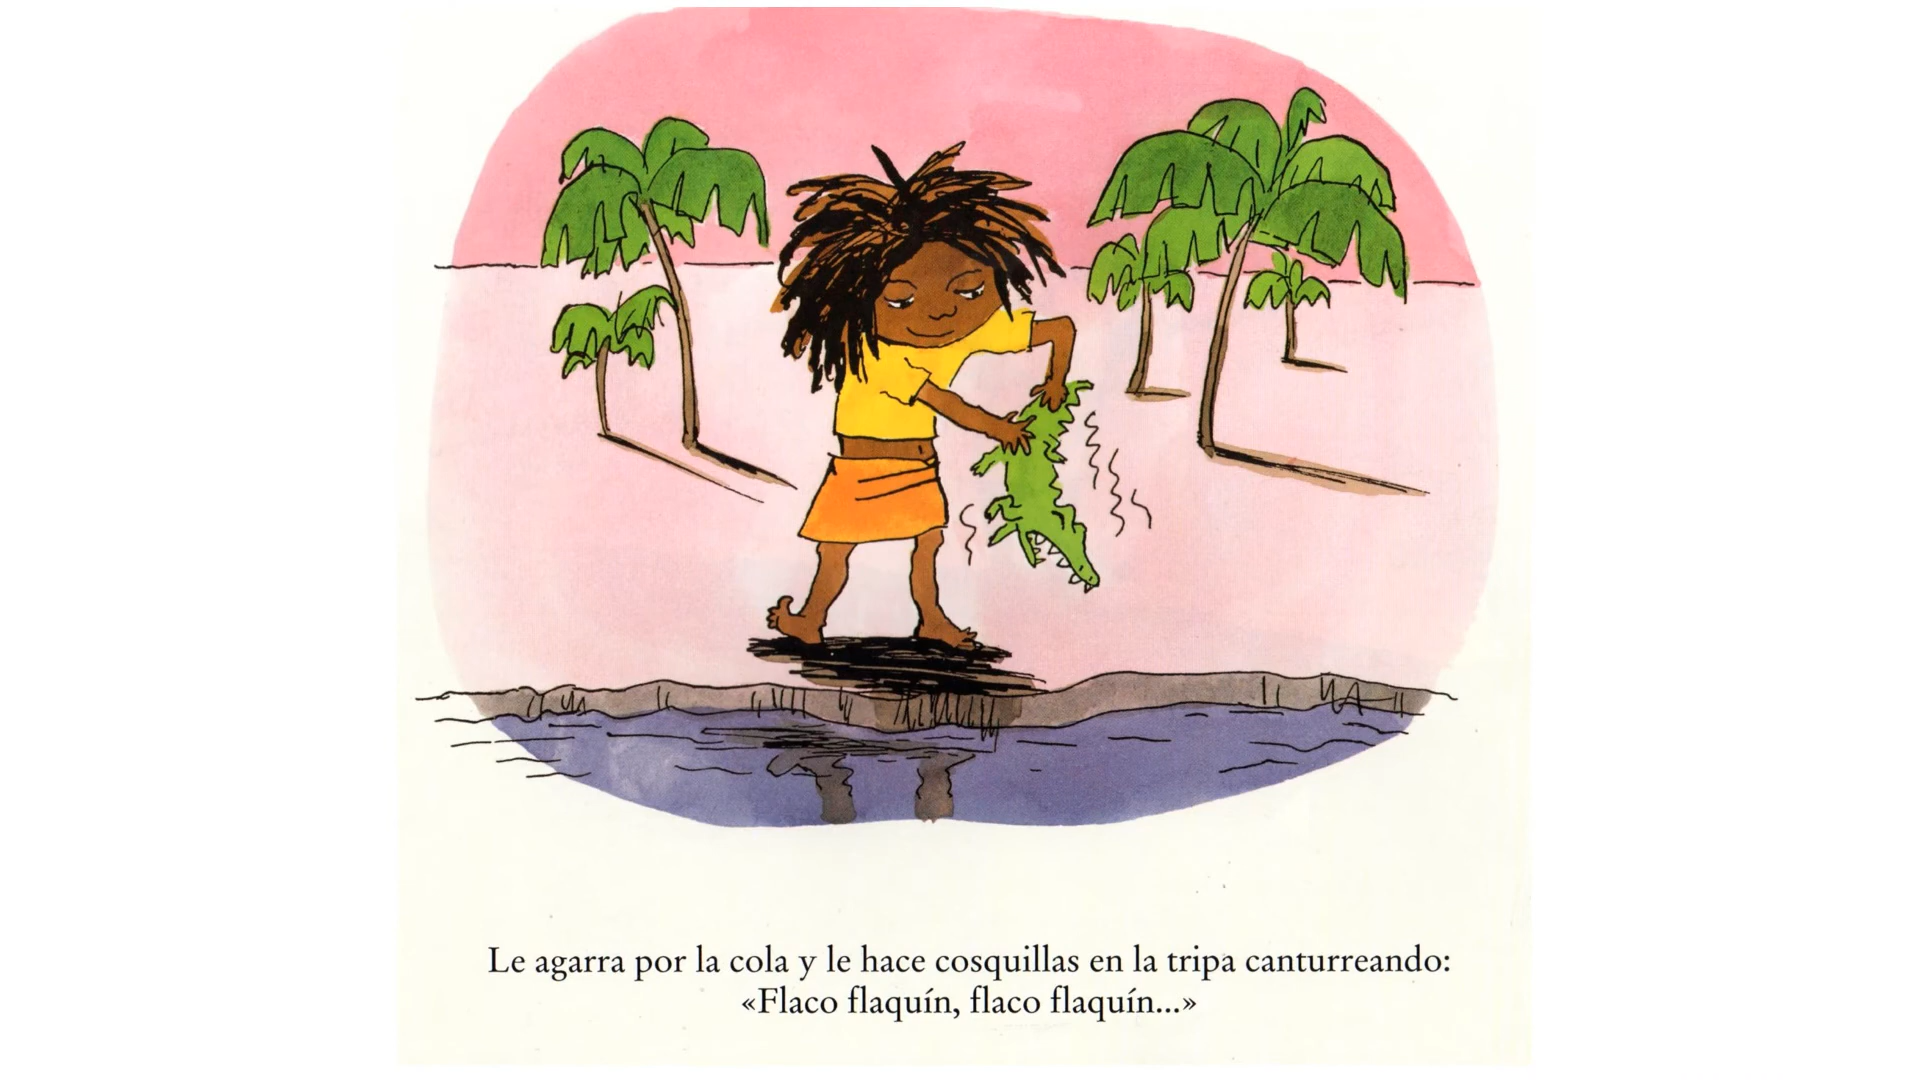 Le agarra por la cola y le hace cosquillas en la tripa canturreando:
«Flaco flaquín, flaco flaquín...»